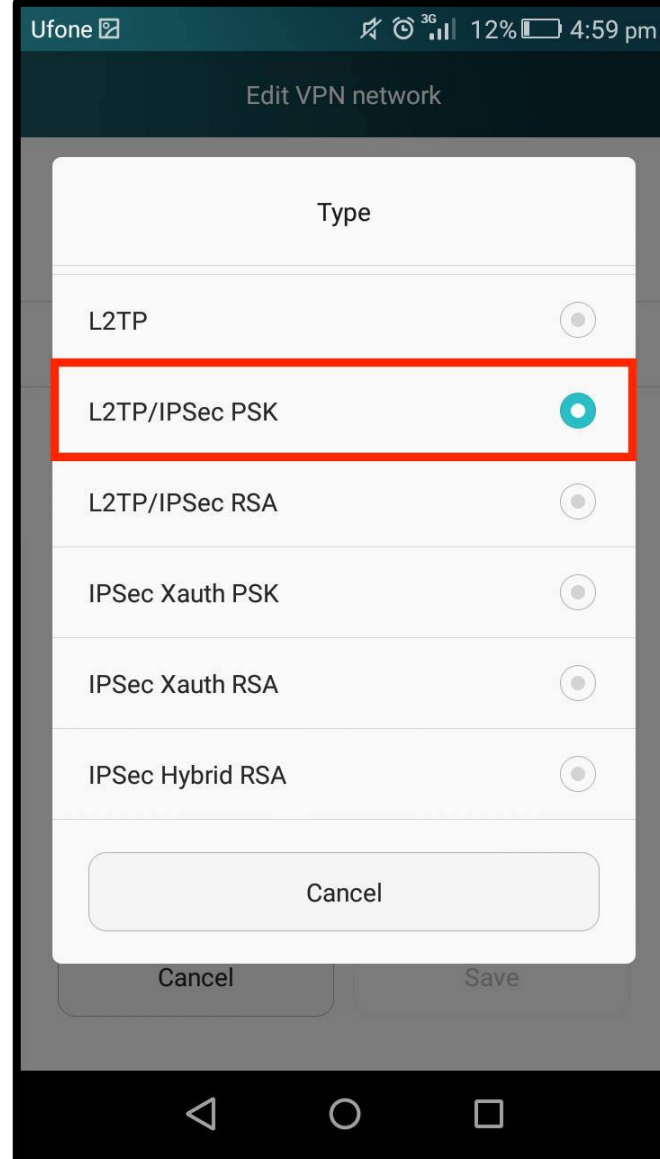 Ufone 3G 12% 4:59 pm
Edit VPN network
Type
L2TP
L2TP/IPSec PSK
L2TP/IPSec RSA
IPSec Xauth PSK
IPSec Xauth RSA
IPSec Hybrid RSA
Cancel
Cancel Save